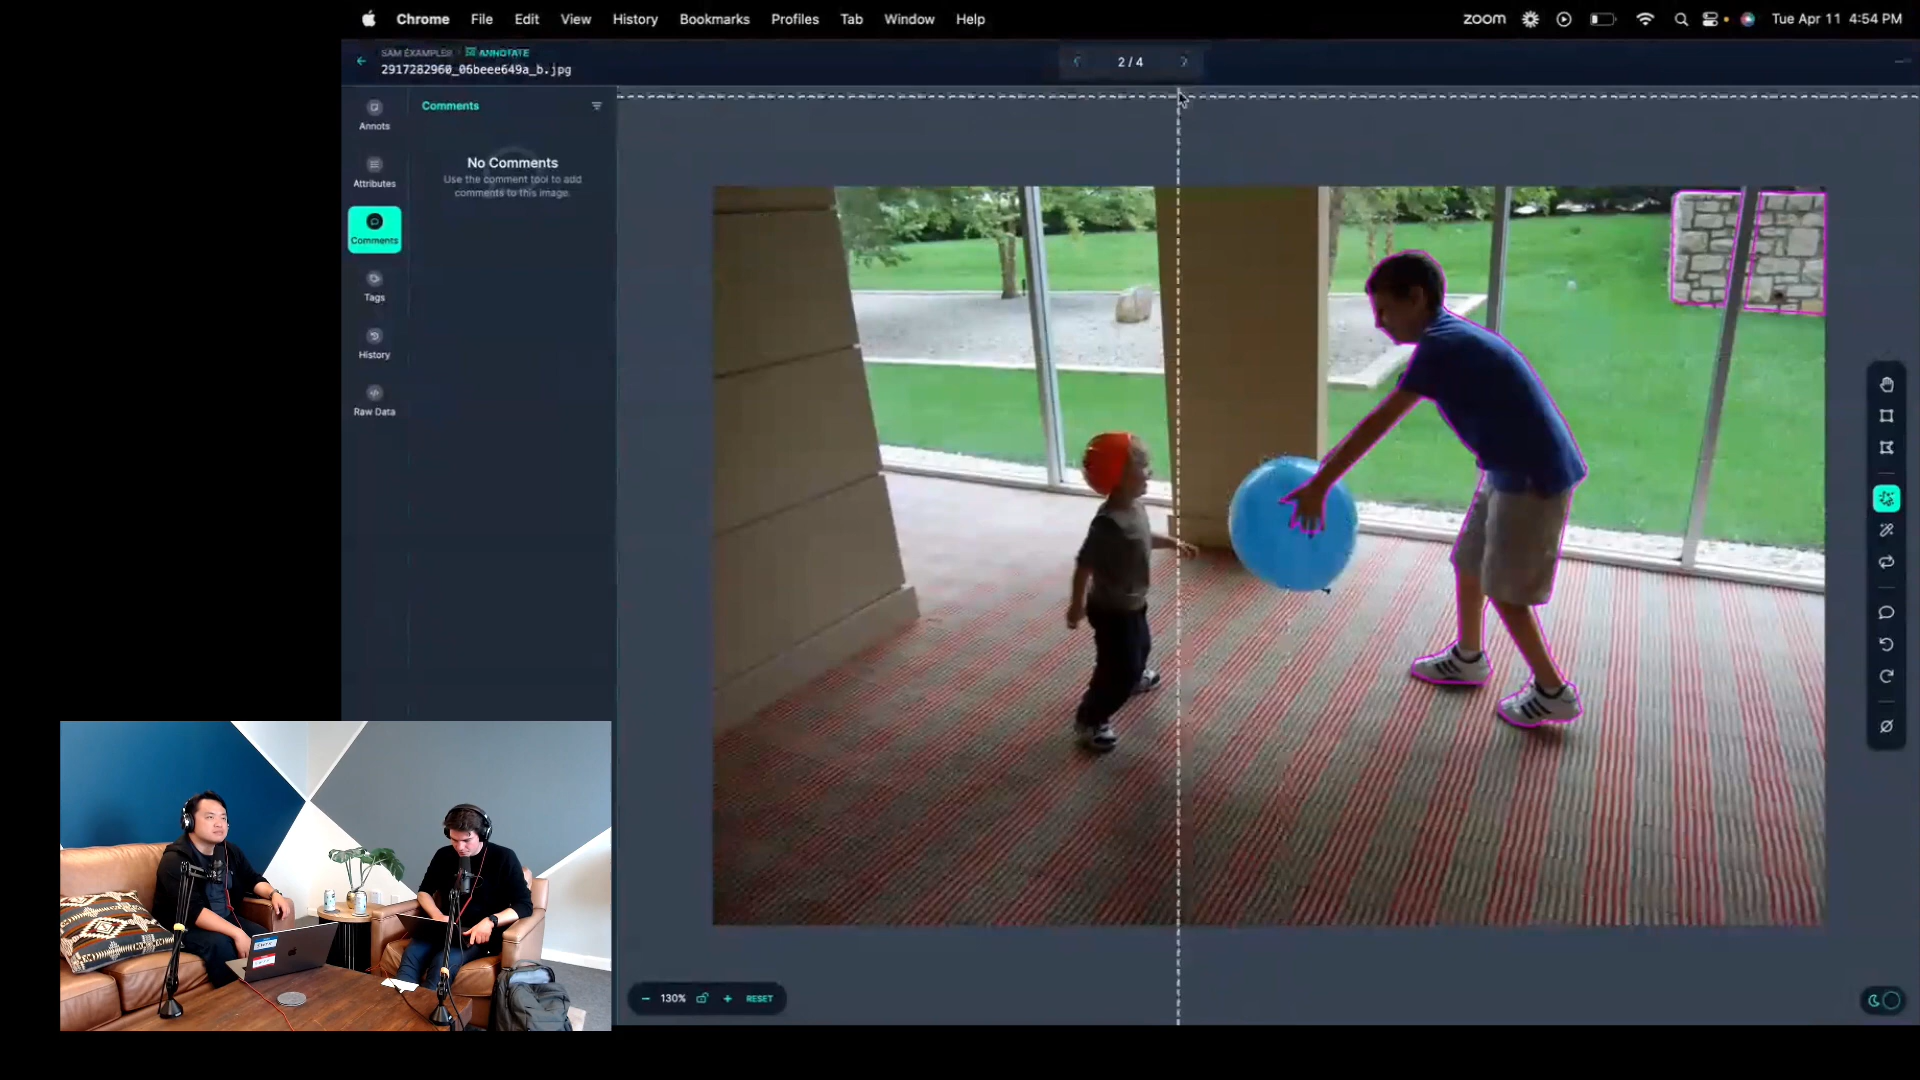 Chrome File Edit View History Bookmarks Profiles Tab Window Help
zoom Tue Apr 11 4:54 PM
SAM EXAMPLES ANNOTATE
2917282960_06beee649a_b.jpg
2 / 4
Annots
Attributes
Comments
Tags
History
Raw Data
Comments
No Comments
Use the comment tool to add
comments to this image.
130% RESET